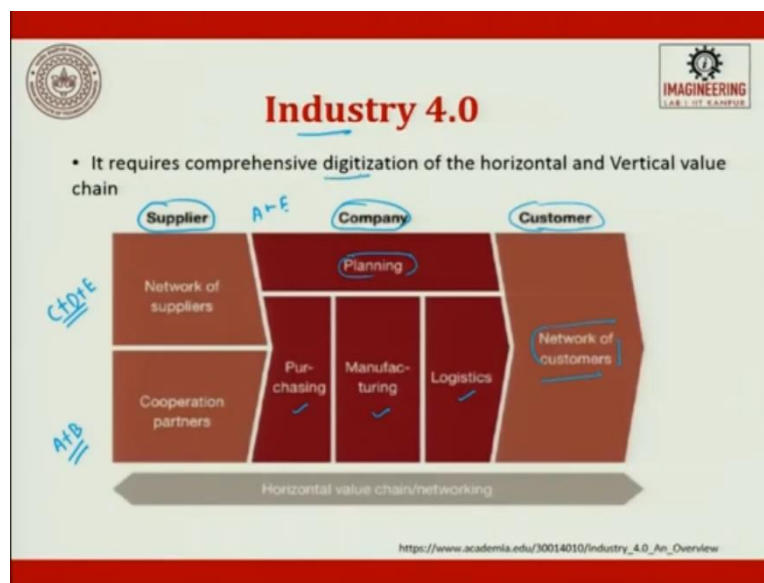 IMAGINEERING
LAB | IIT KANPUR
Industry 4.0
• It requires comprehensive digitization of the horizontal and Vertical value
chain
Supplier
A+E
Company
Customer
Planning
C+D+E
Network of
suppliers
Network of
customers
Pur-
chasing
Manufac-
turing
Logistics
A+B
Cooperation
partners
Horizontal value chain/networking
https://www.academia.edu/30014010/Industry_4.0_An_Overview